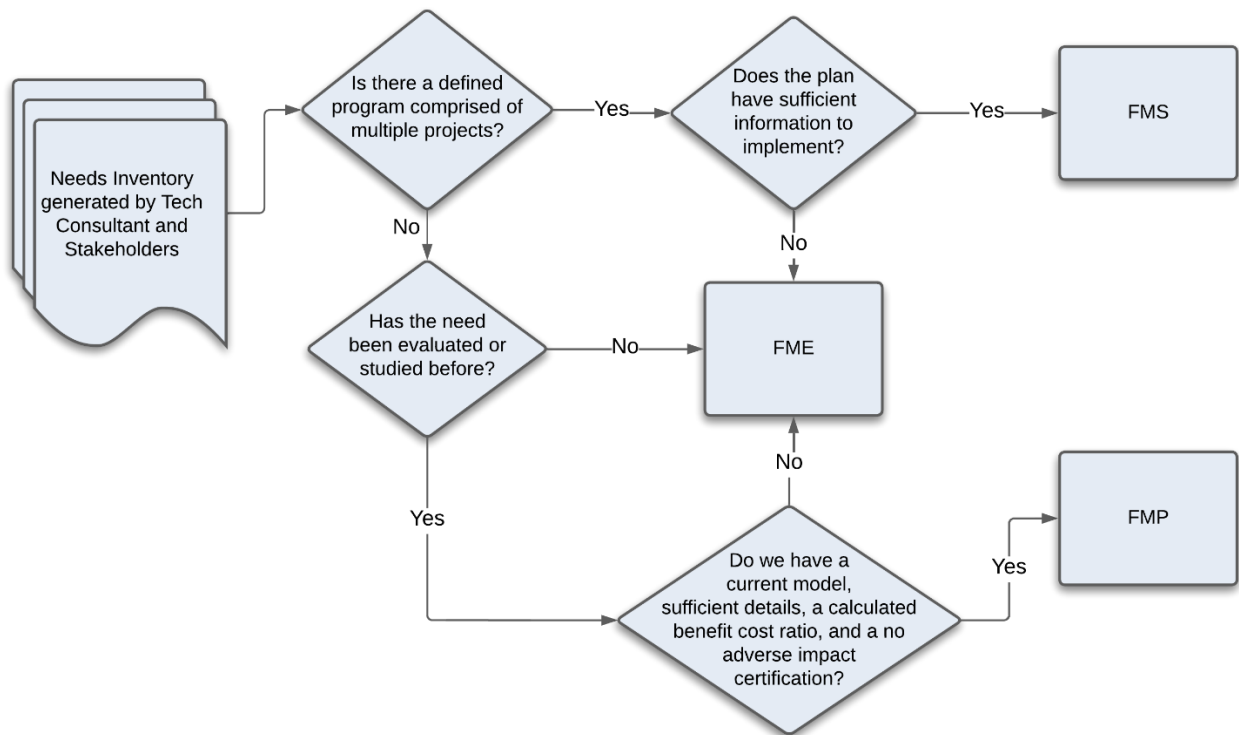 Needs Inventory
generated by Tech
Consultant and
Stakeholders
Is there a defined
program comprised of
multiple projects?
Yes
Does the plan
have sufficient
information to
implement?
Yes
FMS
No
No
Has the need
been evaluated or
studied before?
No
FME
Yes
No
Do we have a
current model,
sufficient details, a calculated
benefit cost ratio, and a no
adverse impact
certification?
Yes
FMP